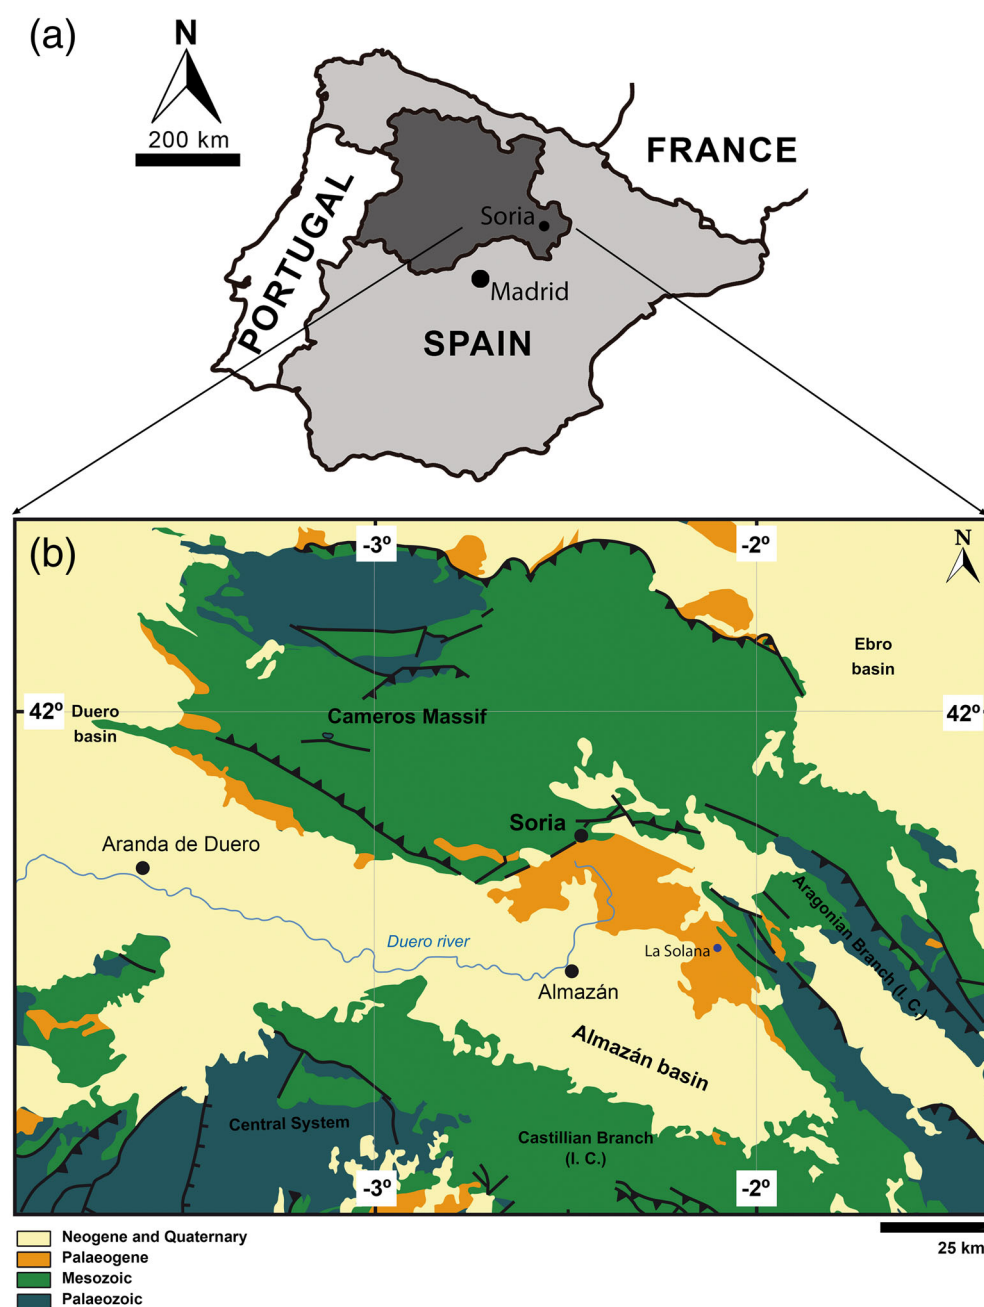 (a)
N
200 km
FRANCE
PORTUGAL
Soria
Madrid
SPAIN
(b)
-3º
-2º
N
Ebro
basin
42º
Duero
basin
Cameros Massif
42º
Soria
Aranda de Duero
Aragonian Branch (I. C.)
Duero river
La Solana
Almazán
Almazán basin
Central System
Castillian Branch
(I. C.)
-3º
-2º
Neogene and Quaternary
Palaeogene
Mesozoic
Palaeozoic
25 km